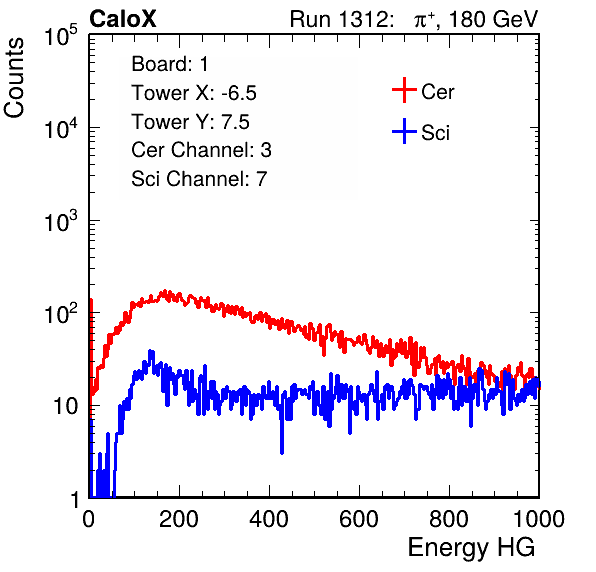 CaloX Run 1312: π⁺, 180 GeV
Counts
Board: 1
Tower X: -6.5
Tower Y: 7.5
Cer Channel: 3
Sci Channel: 7
Cer
Sci
10⁵
10⁴
10³
10²
10
1
0 200 400 600 800 1000
Energy HG